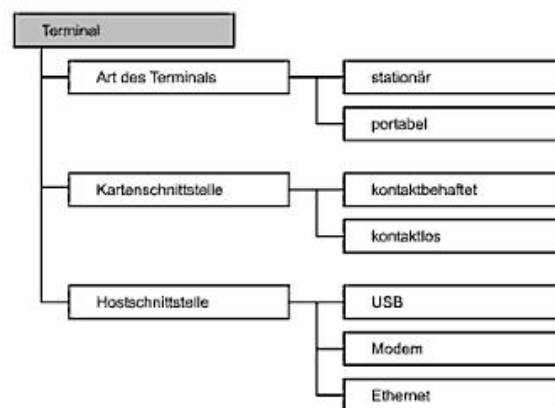 Terminal
Art des Terminals
stationär
portabel
Kartenschnittstelle
kontaktbehaftet
kontaktlos
Hostschnittstelle
USB
Modem
Ethernet